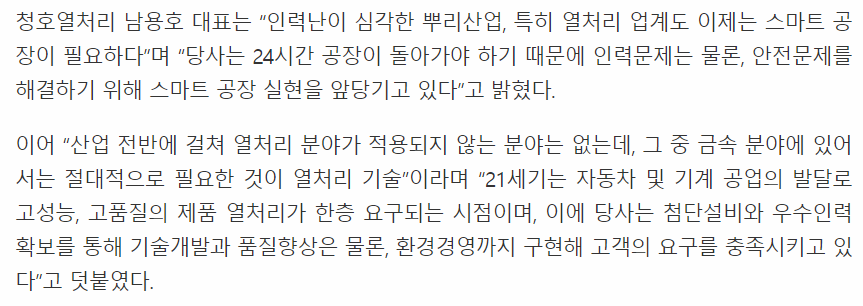 청호열처리 남용호 대표는 “인력난이 심각한 뿌리산업, 특히 열처리 업계도 이제는 스마트 공
장이 필요하다”며 “당사는 24시간 공장이 돌아가야 하기 때문에 인력문제는 물론, 안전문제를
해결하기 위해 스마트 공장 실현을 앞당기고 있다”고 밝혔다.
이어 “산업 전반에 걸쳐 열처리 분야가 적용되지 않는 분야는 없는데, 그 중 금속 분야에 있어
서는 절대적으로 필요한 것이 열처리 기술”이라며 “21세기는 자동차 및 기계 공업의 발달로
고성능, 고품질의 제품 열처리가 한층 요구되는 시점이며, 이에 당사는 첨단설비와 우수인력
확보를 통해 기술개발과 품질향상은 물론, 환경경영까지 구현해 고객의 요구를 충족시키고 있
다”고 덧붙였다.